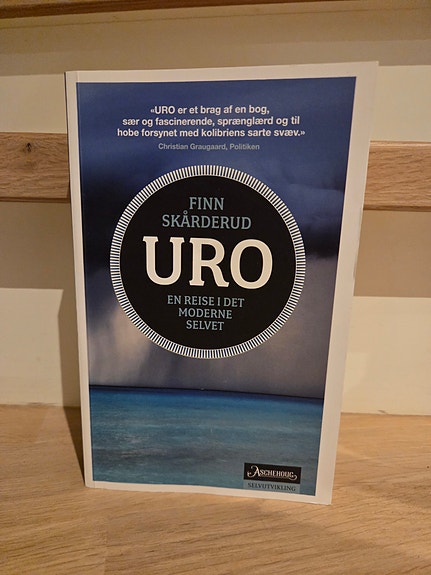 «URO er et brag af en bog,
sær og fascinerende, sprænglærd og til
hobe forsynet med kolibriens sarte svæv.»
Christian Graugaard, Politiken
FINN
SKÅRDERUD
URO
EN REISE I DET
MODERNE
SELVET
ASCHEHOUG
SELVUTVIKLING